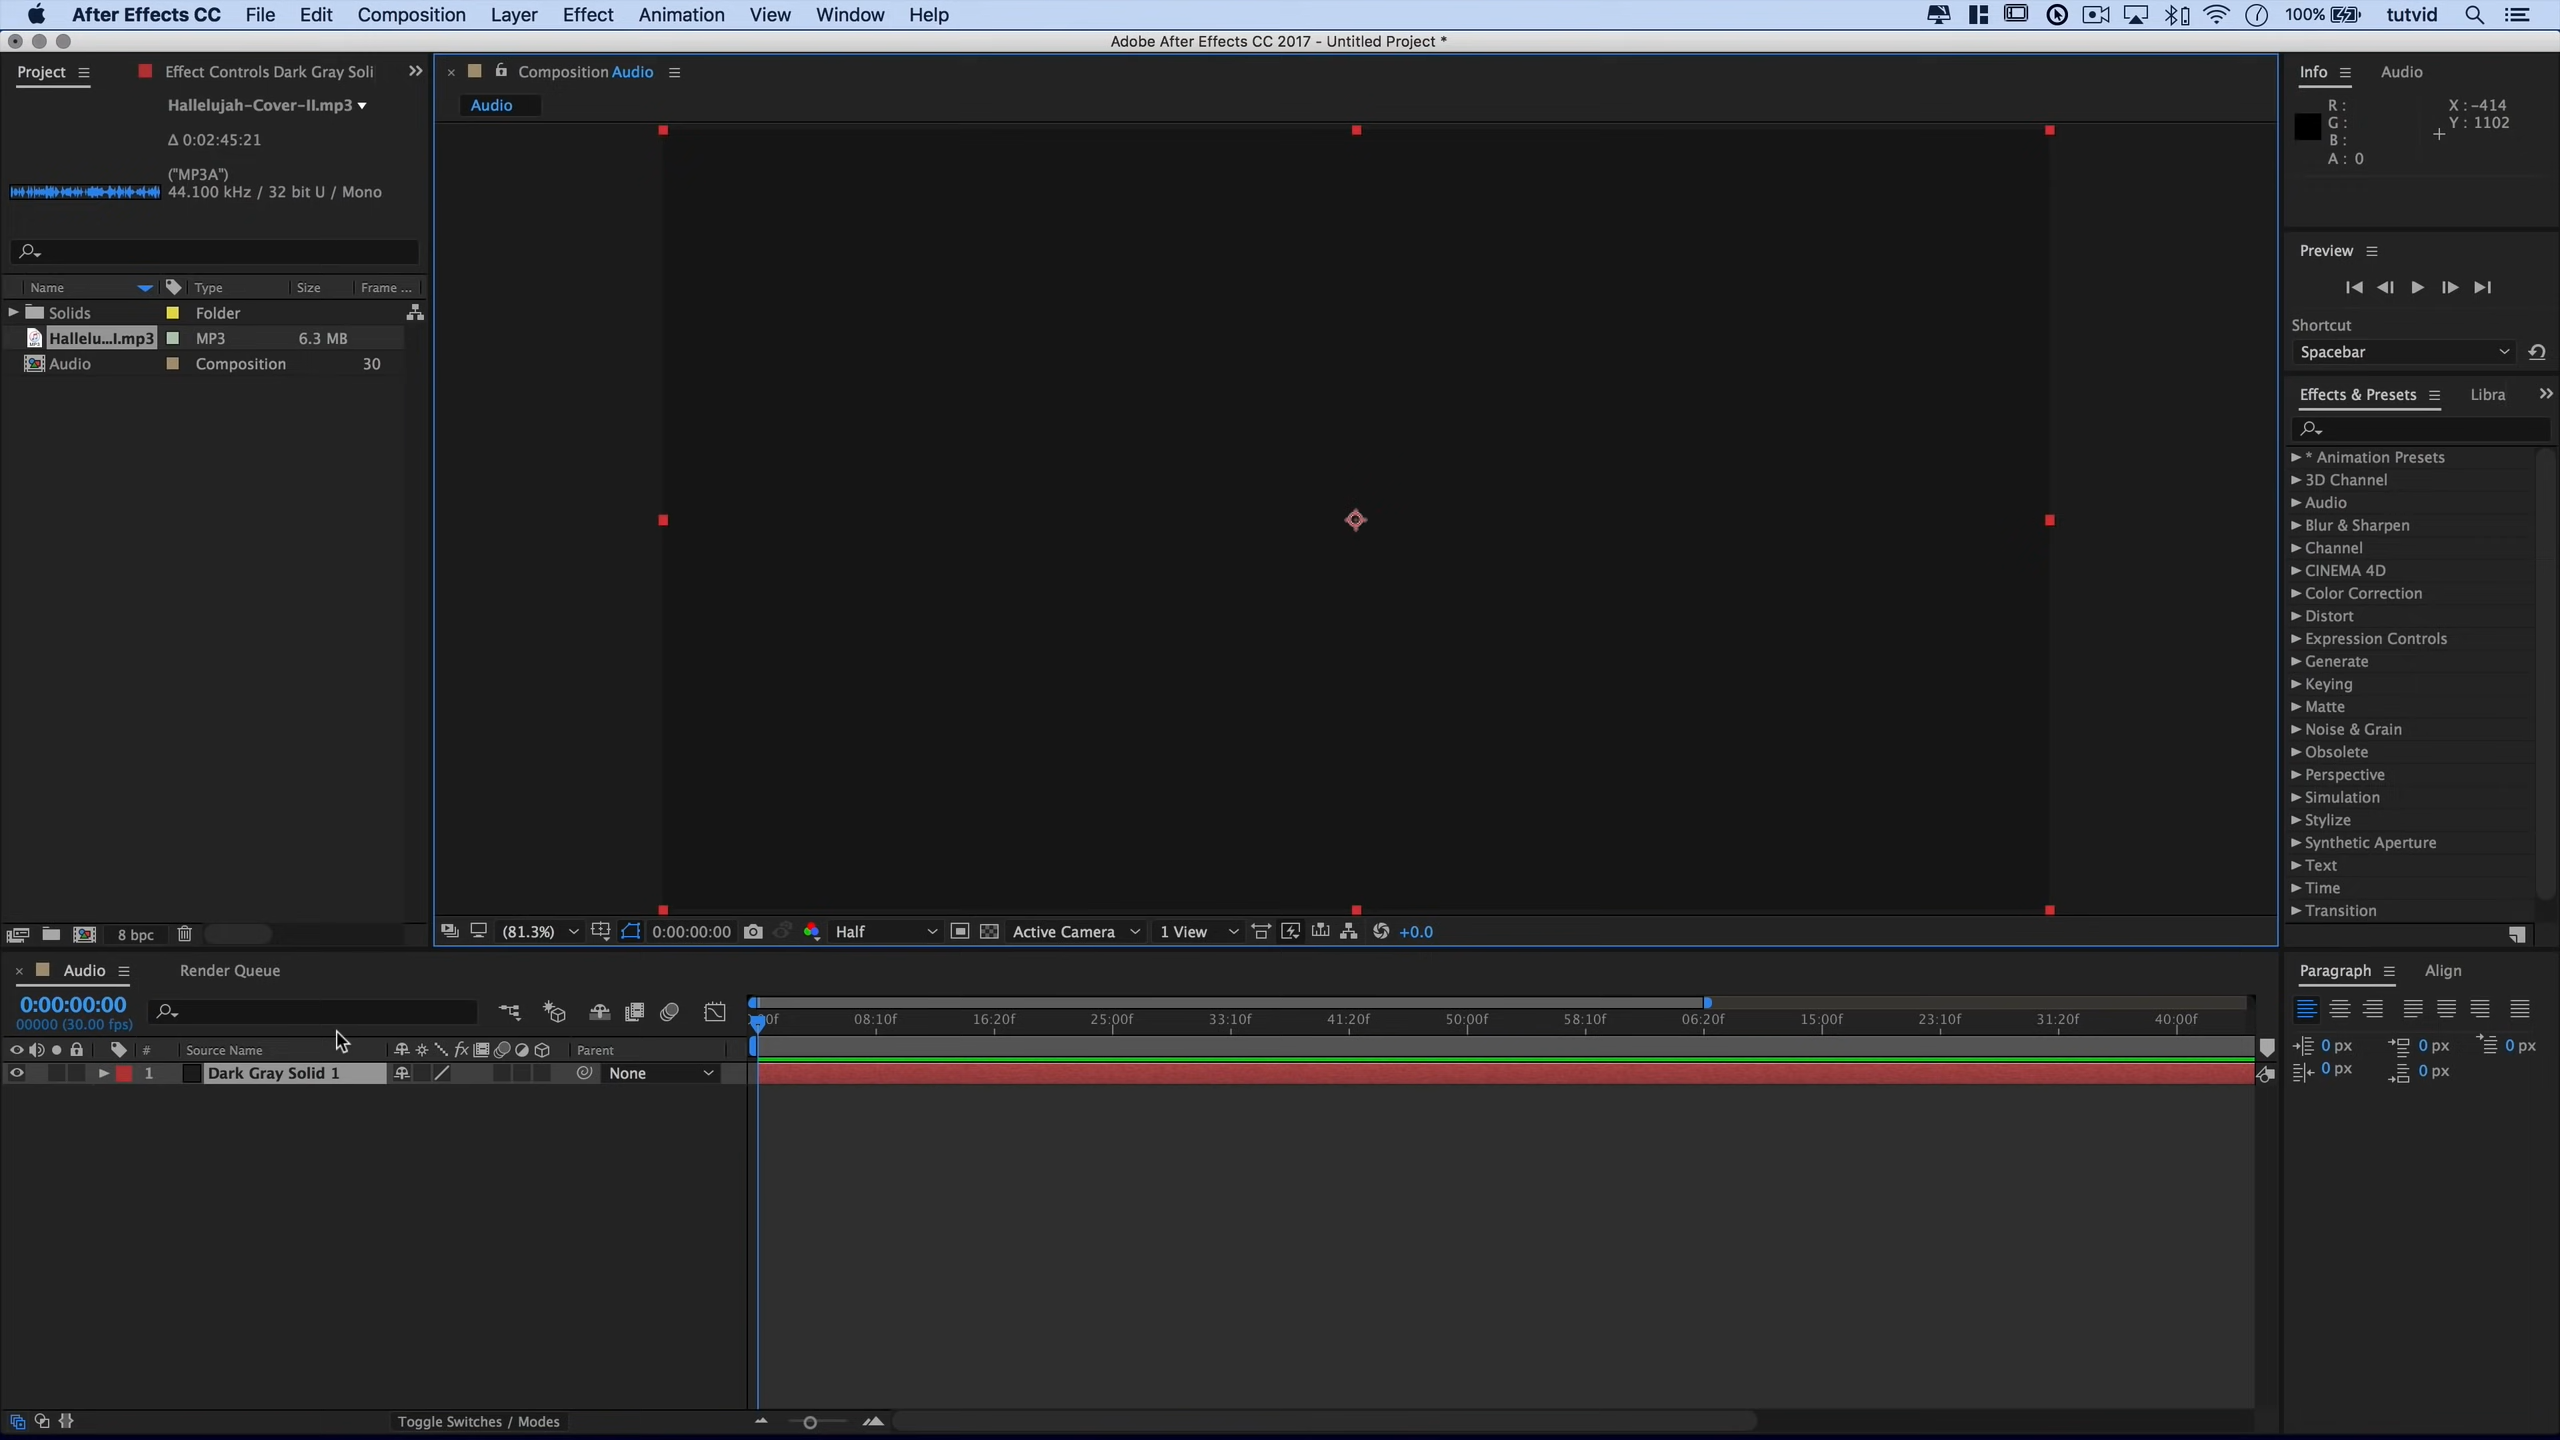 After Effects CC File Edit Composition Layer Effect Animation View Window Help 100% tutvid
Adobe After Effects CC 2017 - Untitled Project *
Project Effect Controls Dark Gray Soli
Hallelujah-Cover-II.mp3
Δ 0:02:45:21
("MP3A")
44.100 kHz / 32 bit U / Mono
Name Type Size Frame ...
Solids Folder
Hallelu...I.mp3 MP3 6.3 MB
Audio Composition 30
8 bpc
Composition Audio
Audio
(81.3%) 0:00:00:00 Half Active Camera 1 View +0.0
Info Audio
R : X : -414
G : Y : 1102
B :
A : 0
Preview
Shortcut
Spacebar
Effects & Presets Libra
* Animation Presets
3D Channel
Audio
Blur & Sharpen
Channel
CINEMA 4D
Color Correction
Distort
Expression Controls
Generate
Keying
Matte
Noise & Grain
Obsolete
Perspective
Simulation
Stylize
Synthetic Aperture
Text
Time
Transition
Audio Render Queue
0:00:00:00
00000 (30.00 fps)
08:10f 16:20f 25:00f 33:10f 41:20f 50:00f 58:10f 06:20f 15:00f 23:10f 31:20f 40:00f
# Source Name fx Parent
1 Dark Gray Solid 1 None
Toggle Switches / Modes
Paragraph Align
0 px 0 px 0 px
0 px 0 px